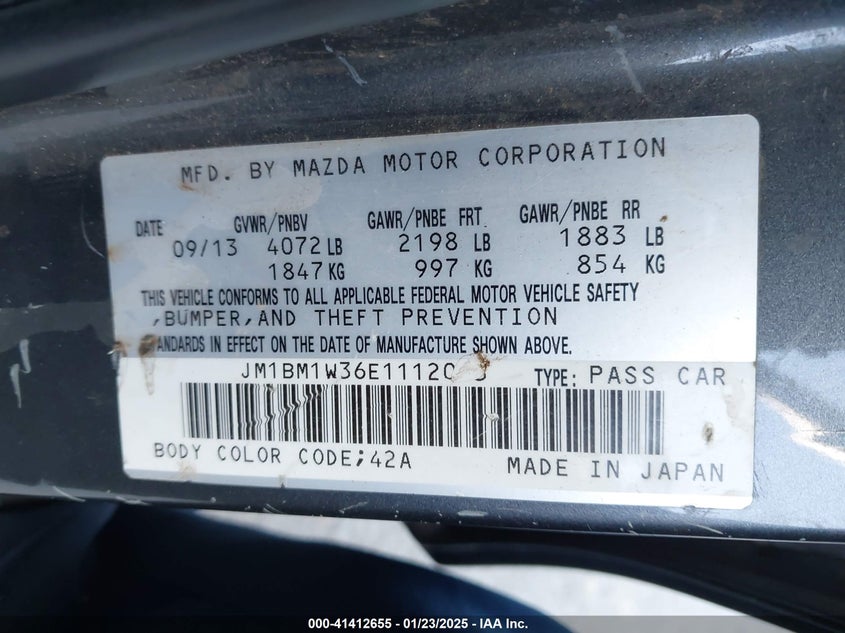 MFD. BY MAZDA MOTOR CORPORATION
DATE GVWR/PNBV GAWR/PNBE FRT GAWR/PNBE RR
09/13 4072 LB 2198 LB 1883 LB
1847 KG 997 KG 854 KG
THIS VEHICLE CONFORMS TO ALL APPLICABLE FEDERAL MOTOR VEHICLE SAFETY
,BUMPER,AND THEFT PREVENTION
ANDARDS IN EFFECT ON THE DATE OF MANUFACTURE SHOWN ABOVE.
TYPE: PASS CAR
BODY COLOR CODE;42A MADE IN JAPAN
000-41412655 - 01/23/2025 - IAA Inc.